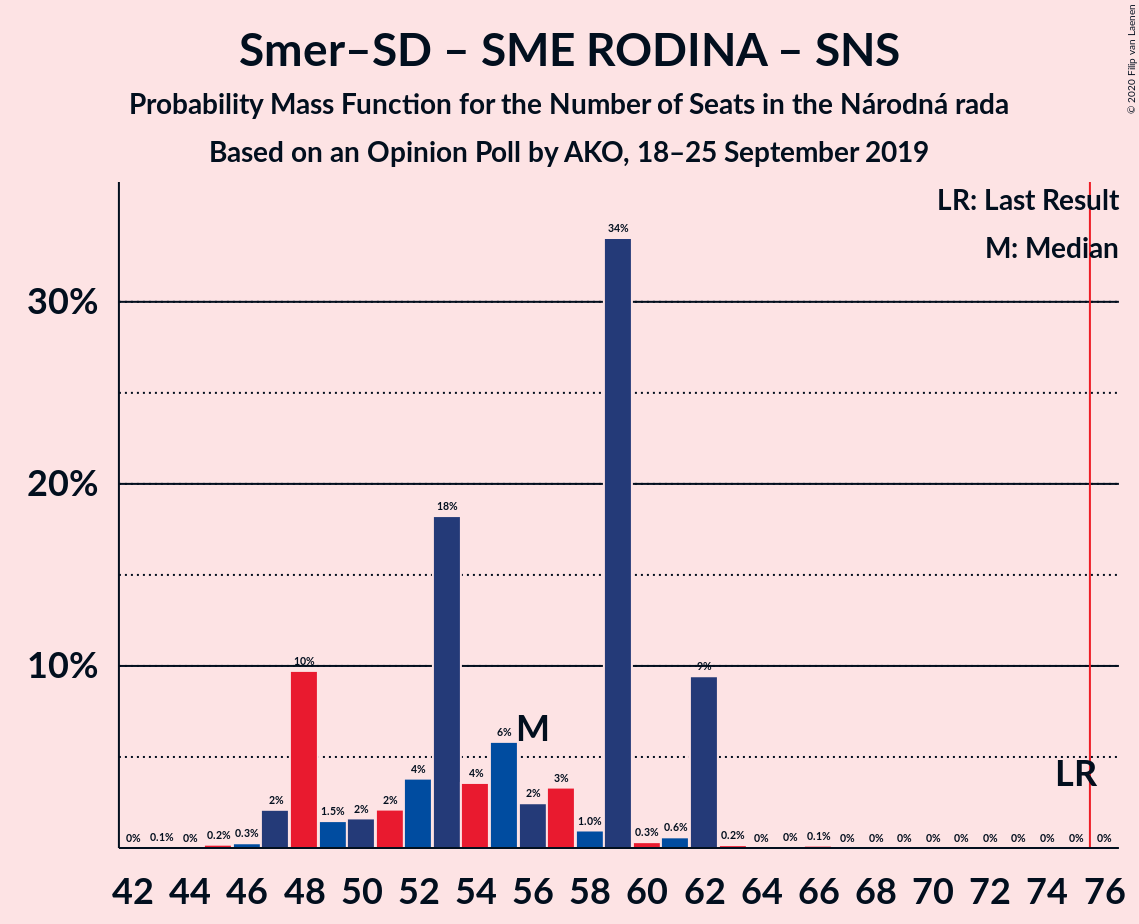 Smer–SD – SME RODINA – SNS
Probability Mass Function for the Number of Seats in the Národná rada
Based on an Opinion Poll by AKO, 18–25 September 2019
© 2020 Filip van Laenen
LR: Last Result
M: Median
30%
20%
10%
0% 0.1% 0% 0.2% 0.3% 2% 10% 1.5% 2% 2% 4% 18% 4% 6% 2% 3% 1.0% 34% 0.3% 0.6% 9% 0.2% 0% 0% 0.1% 0% 0% 0% 0% 0% 0% 0% 0% 0% 0%
M
LR
42 44 46 48 50 52 54 56 58 60 62 64 66 68 70 72 74 76